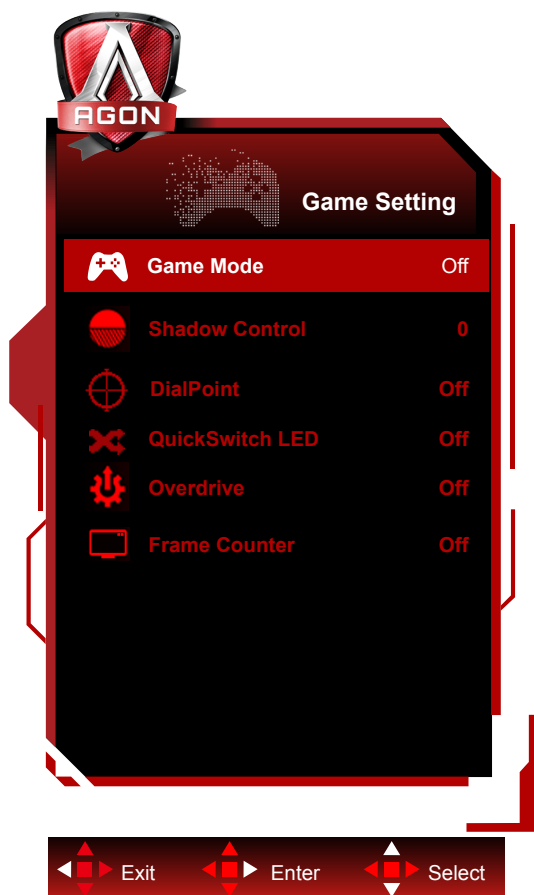 AGON
Game Setting
Game Mode Off
Shadow Control 0
DialPoint Off
QuickSwitch LED Off
Overdrive Off
Frame Counter Off
Exit Enter Select